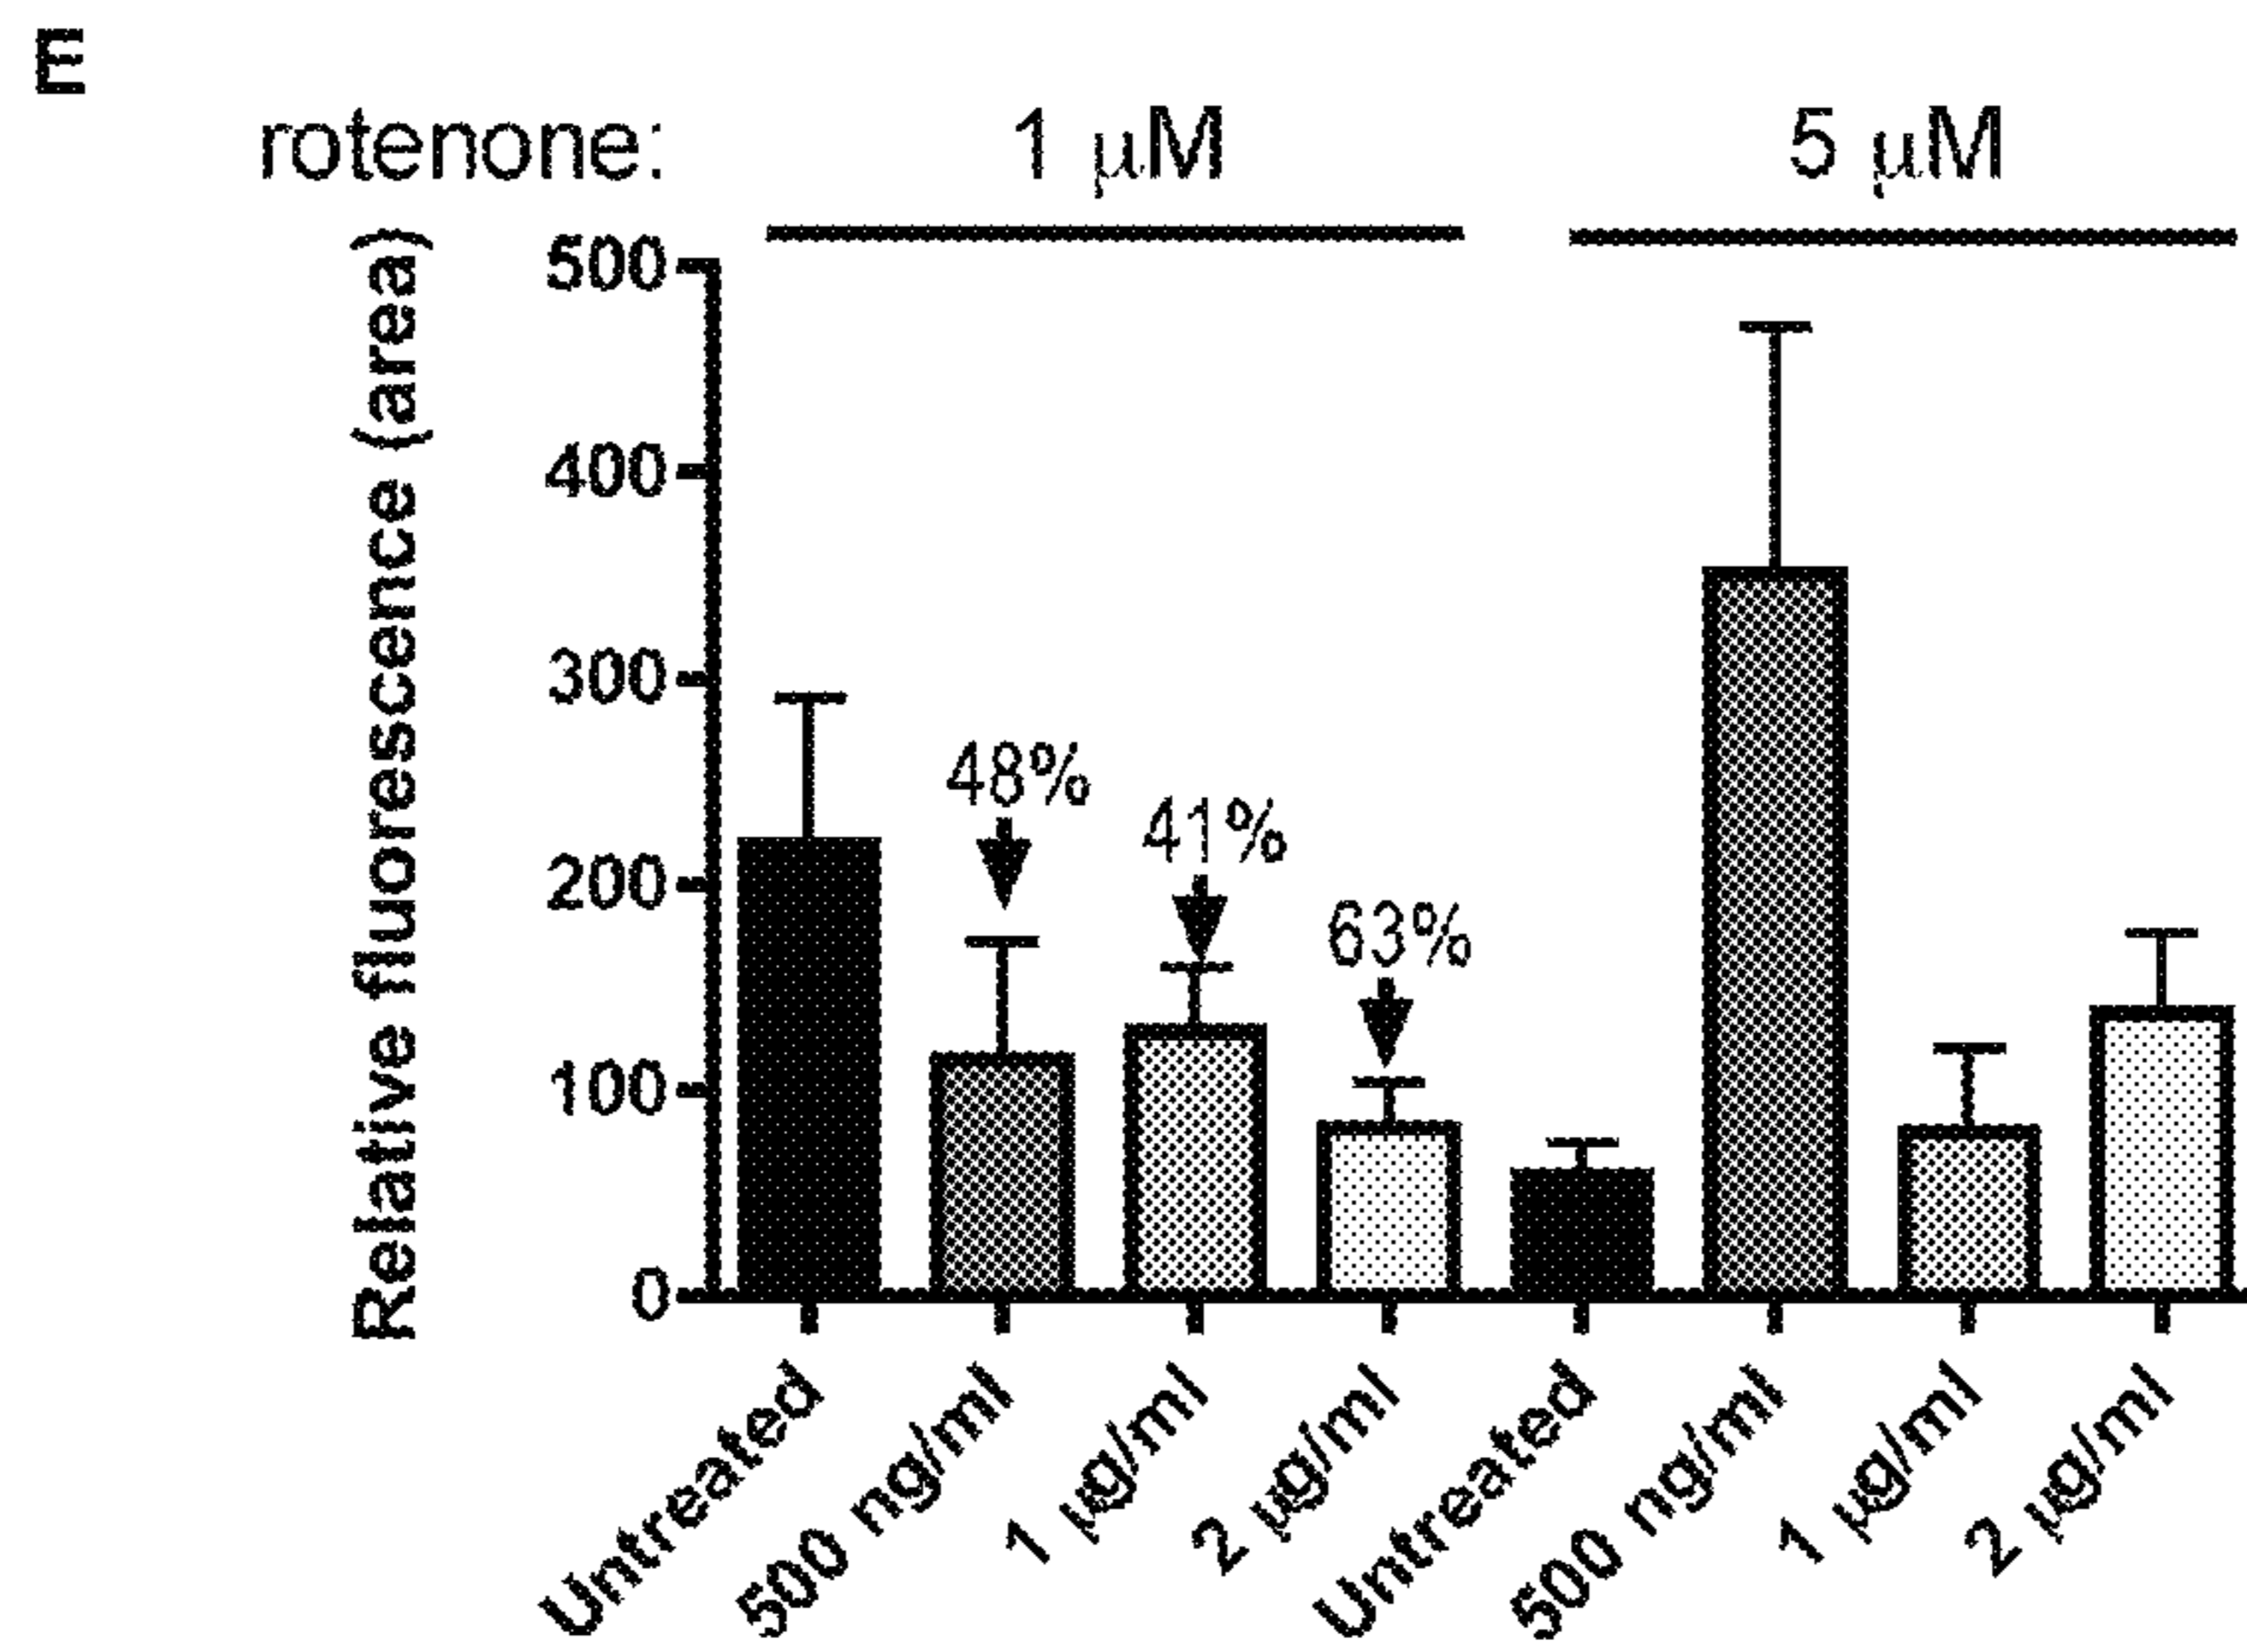 E
rotenone: 1 μM 5 μM
Relative fluorescence (area)
500
400
300
200
100
0
48%
41%
63%
Untreated
500 ng/ml
1 μg/ml
2 μg/ml
Untreated
500 ng/ml
1 μg/ml
2 μg/ml